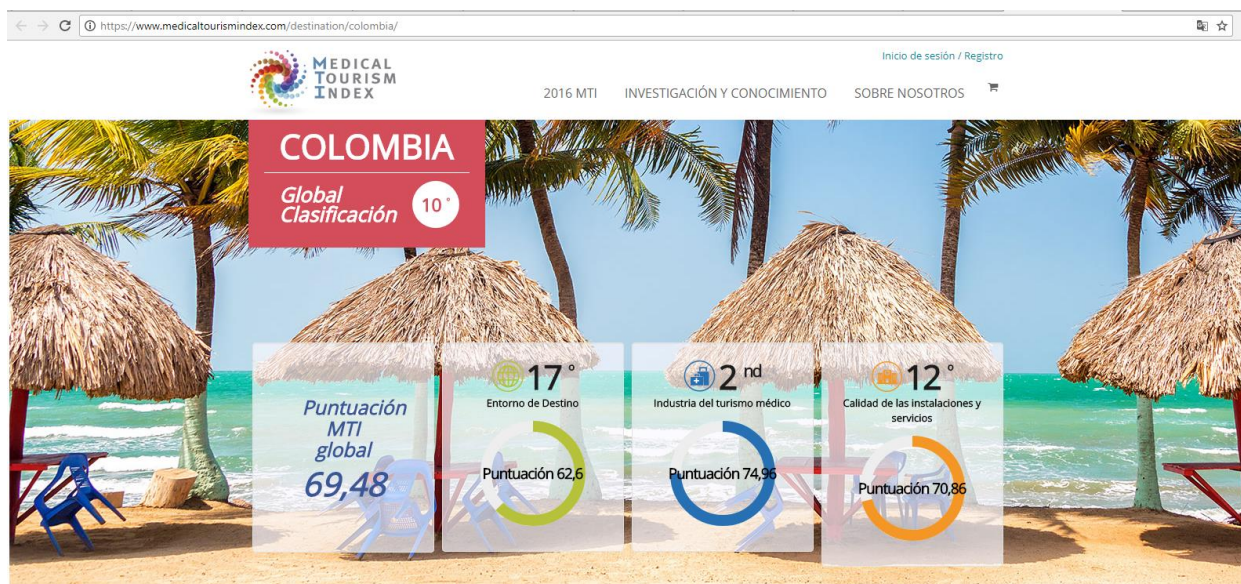 https://www.medicaltourismindex.com/destination/colombia/
Inicio de sesión / Registro
MEDICAL
TOURISM
INDEX
2016 MTI INVESTIGACIÓN Y CONOCIMIENTO SOBRE NOSOTROS
COLOMBIA
Global
Clasificación 10°
Puntuación
MTI
global
69,48
17°
Entorno de Destino
Puntuación 62,6
2 nd
Industria del turismo médico
Puntuación 74,96
12°
Calidad de las instalaciones y
servicios
Puntuación 70,86